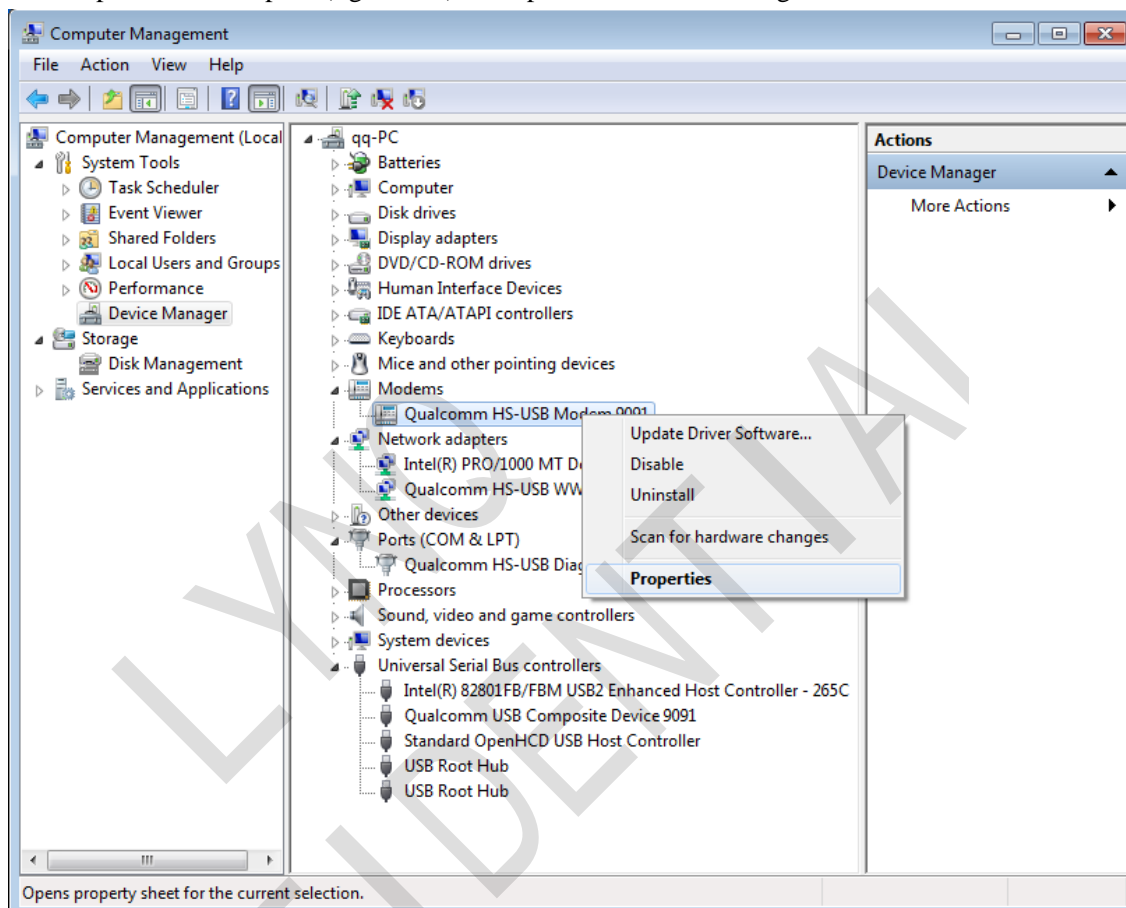 Computer Management
File Action View Help
Computer Management (Local
System Tools
Task Scheduler
Event Viewer
Shared Folders
Local Users and Groups
Performance
Device Manager
Storage
Disk Management
Services and Applications
qq-PC
Batteries
Computer
Disk drives
Display adapters
DVD/CD-ROM drives
Human Interface Devices
IDE ATA/ATAPI controllers
Keyboards
Mice and other pointing devices
Modems
Qualcomm HS-USB Modem 9091
Network adapters
Intel(R) PRO/1000 MT
Qualcomm HS-USB
Other devices
Ports (COM & LPT)
Qualcomm HS-USB
Processors
Sound, video and game controllers
System devices
Universal Serial Bus controllers
Intel(R) 82801FB/FBM USB2 Enhanced Host Controller - 265C
Qualcomm USB Composite Device 9091
Standard OpenHCD USB Host Controller
USB Root Hub
USB Root Hub
Update Driver Software...
Disable
Uninstall
Scan for hardware changes
Properties
Actions
Device Manager
More Actions
Opens property sheet for the current selection.